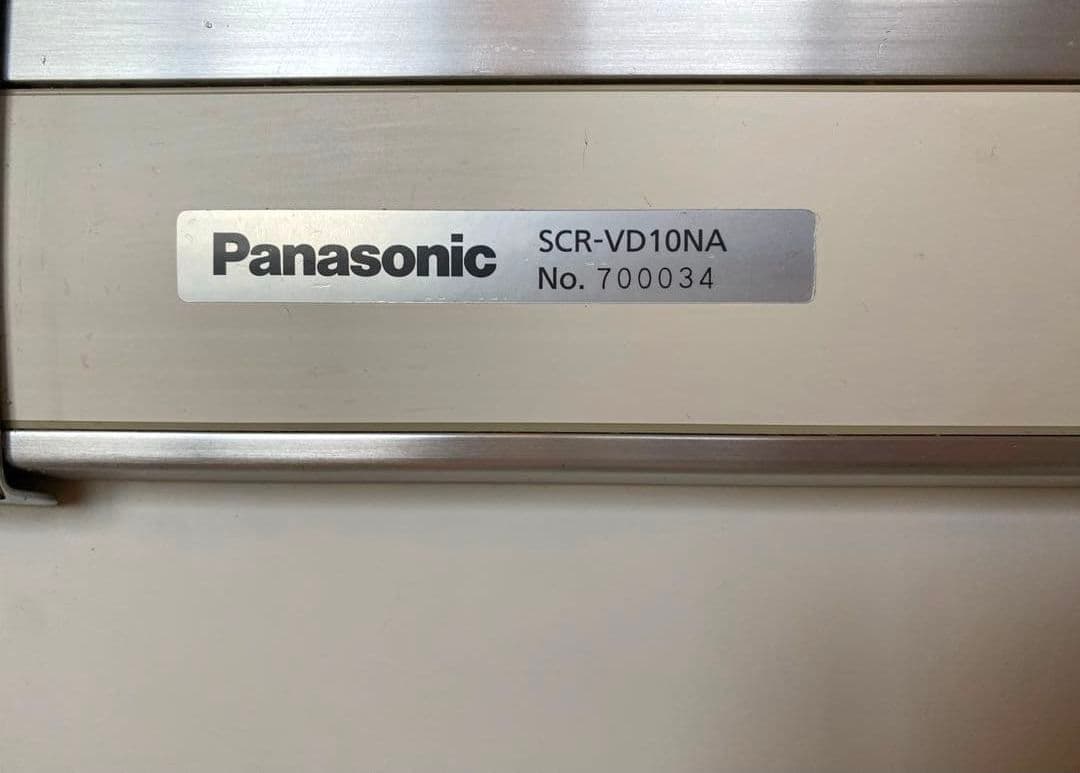 Panasonic
SCR-VD10NA
No. 700034